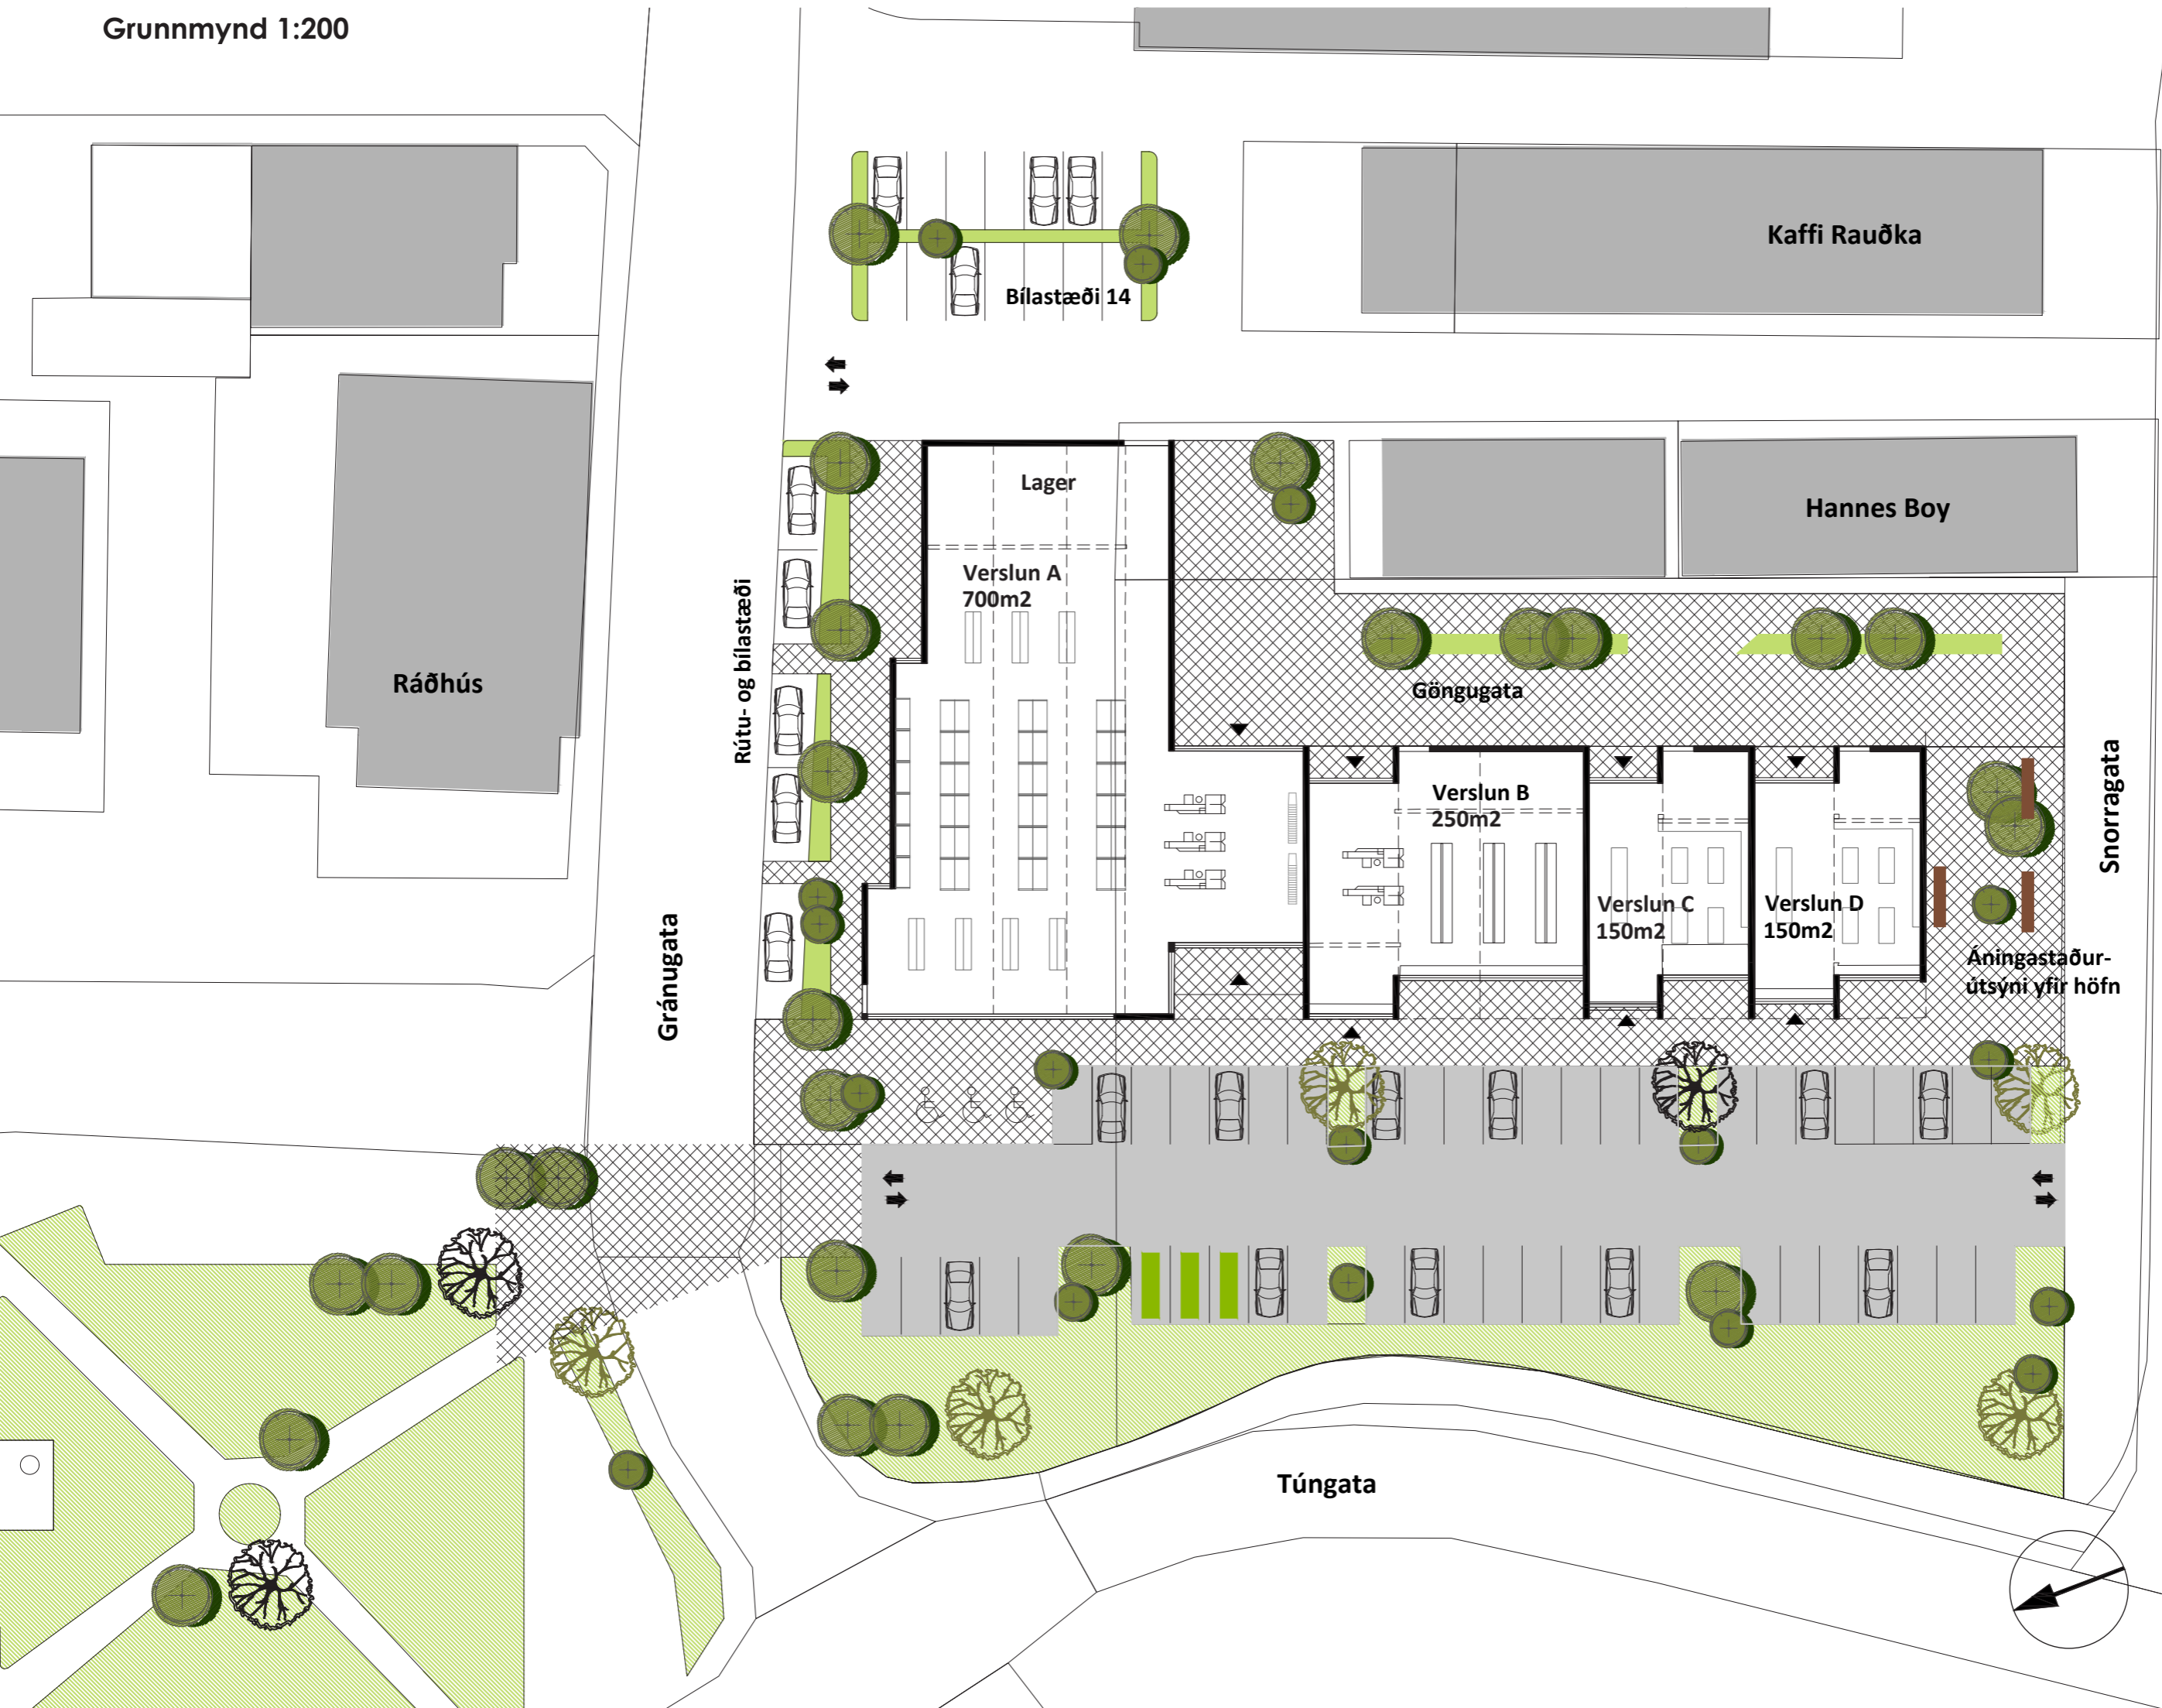 Grunnmynd 1:200
Kaffi Rauðka
Bílastæði 14
Lager
Hannes Boy
Verslun A
700m2
Rútu- og bílastæði
Ráðhús
Göngugata
Snorragata
Verslun B
250m2
Verslun C
150m2
Verslun D
150m2
Gránugata
Áningastaður-
útsýni yfir höfn
Túngata